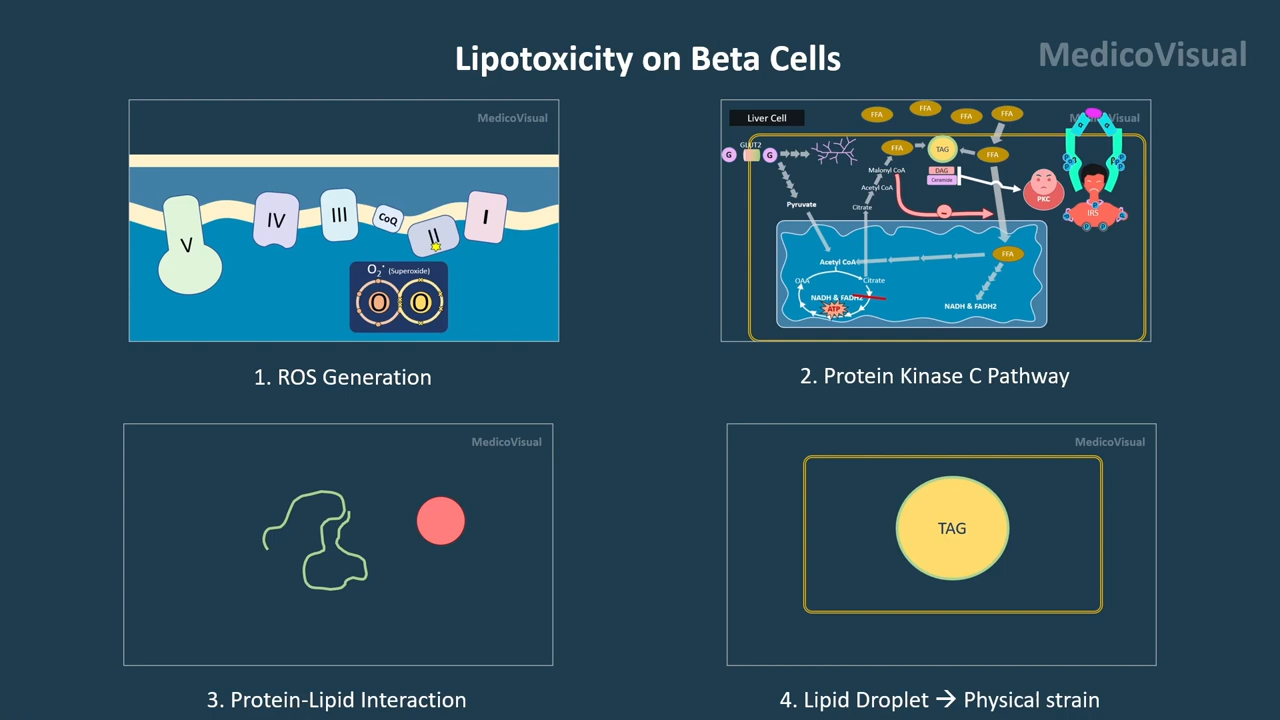 Lipotoxicity on Beta Cells
MedicoVisual
MedicoVisual
V
IV
III
CoQ
II
I
O2• (Superoxide)
O
O
1. ROS Generation
Liver Cell
MedicoVisual
FFA
FFA
FFA
FFA
G
GLUT2
G
FFA
TAG
FFA
Malonyl CoA
DAG
Ceramide
Acetyl CoA
PKC
Pyruvate
Citrate
IRS
P
P
P
Acetyl CoA
FFA
OAA
Citrate
NADH & FADH2
ATP
NADH & FADH2
2. Protein Kinase C Pathway
MedicoVisual
3. Protein-Lipid Interaction
MedicoVisual
TAG
4. Lipid Droplet → Physical strain